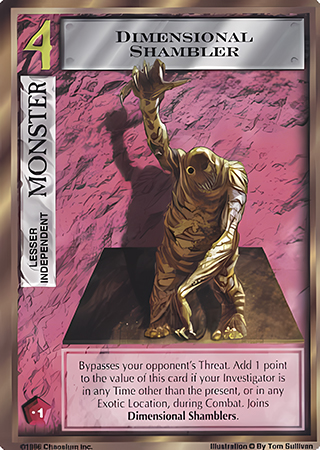 4
DIMENSIONAL
SHAMBLER
MONSTER
LESSER
INDEPENDENT
Bypasses your opponent's Threat. Add 1 point
to the value of this card if your Investigator is
in any Time other than the present, or in any
Exotic Location, during Combat. Joins
Dimensional Shamblers.
-1
©1996 Chaosium Inc.
Illustration © By Tom Sullivan